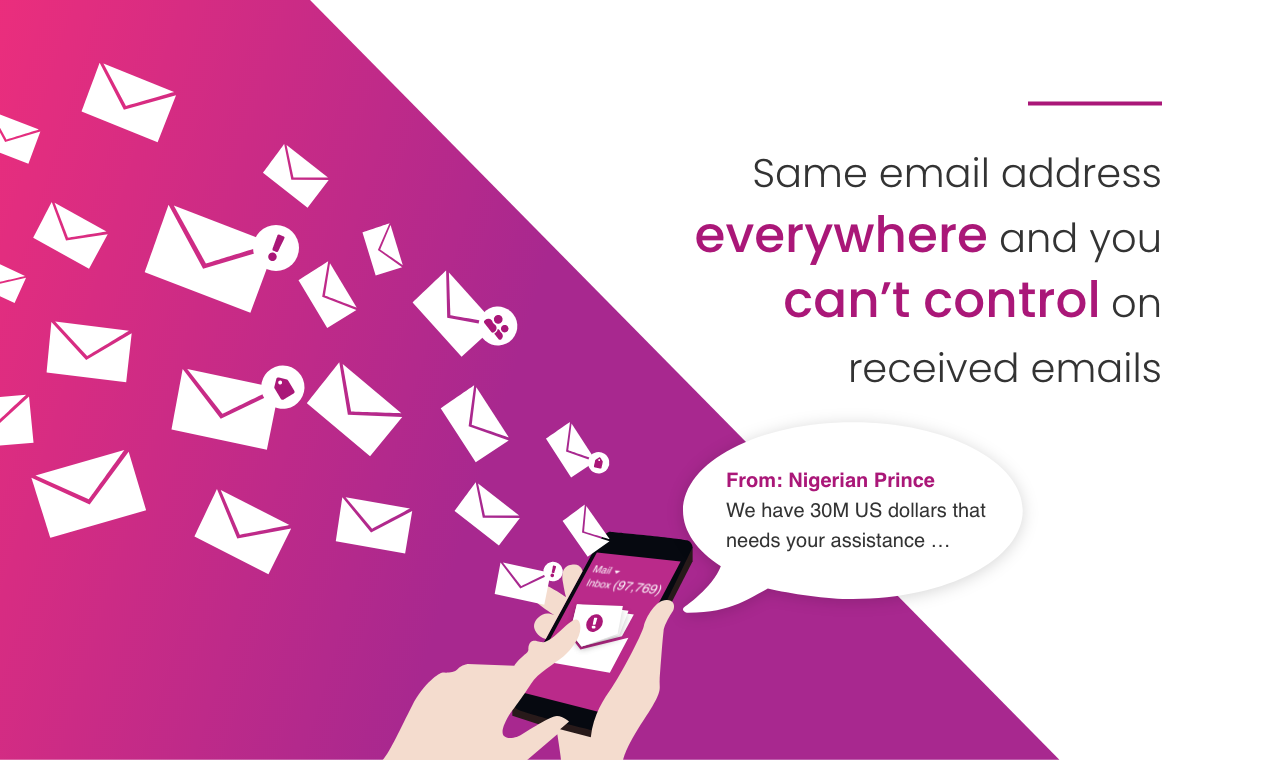 Same email address
everywhere and you
can’t control on
received emails
From: Nigerian Prince
We have 30M US dollars that
needs your assistance …
Mail
Inbox (97,769)